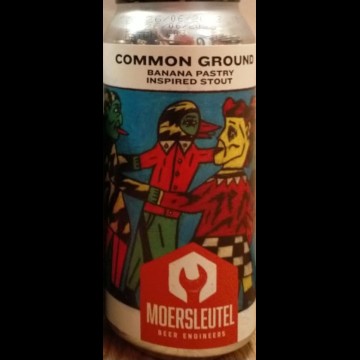 COMMON GROUND
BANANA PASTRY
INSPIRED STOUT
MOERSLEUTEL
BEER ENGINEERS